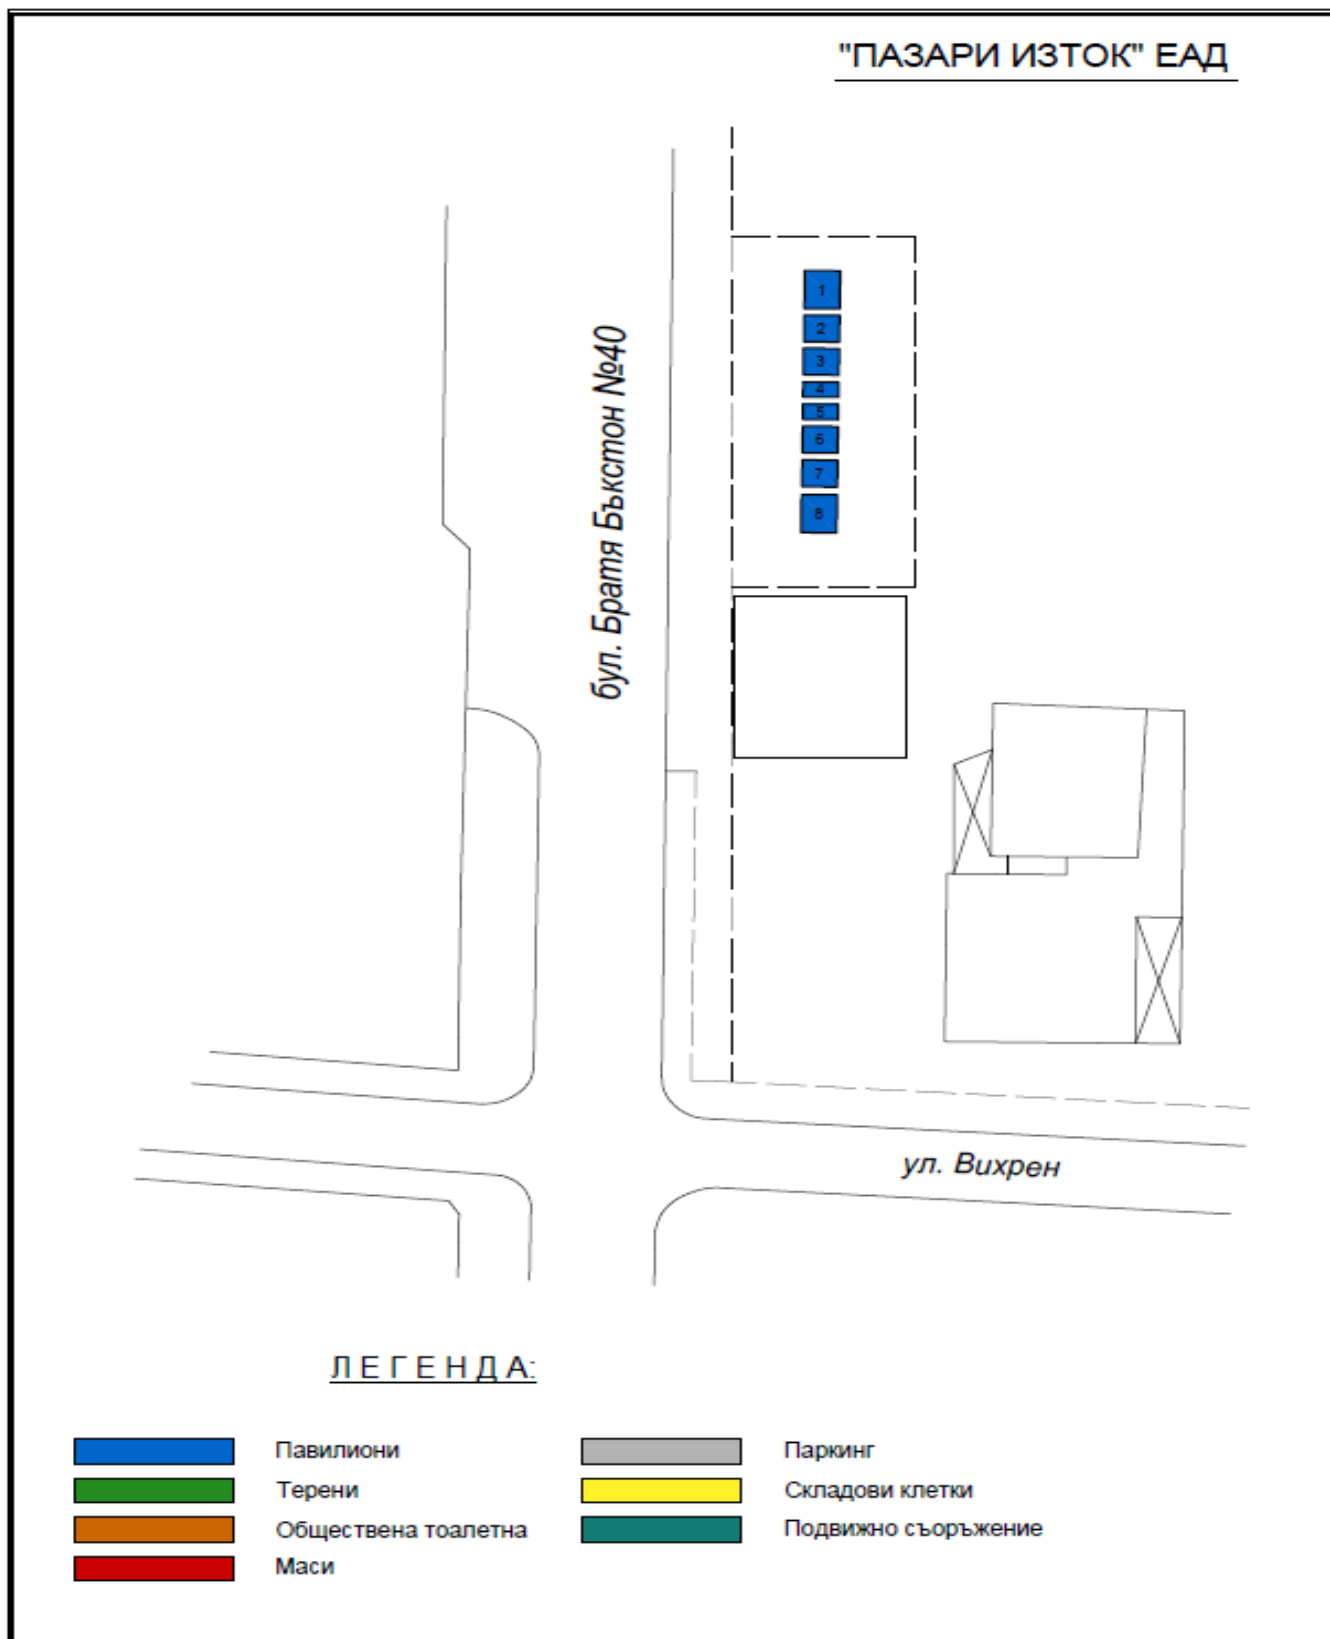 "ПАЗАРИ ИЗТОК" ЕАД
1
2
3
4
5
6
7
8
бул. Братя Бъкстон №40
ул. Вихрен
ЛЕГЕНДА:
Павилиони
Терени
Обществена тоалетна
Маси
Паркинг
Складови клетки
Подвижно съоръжение